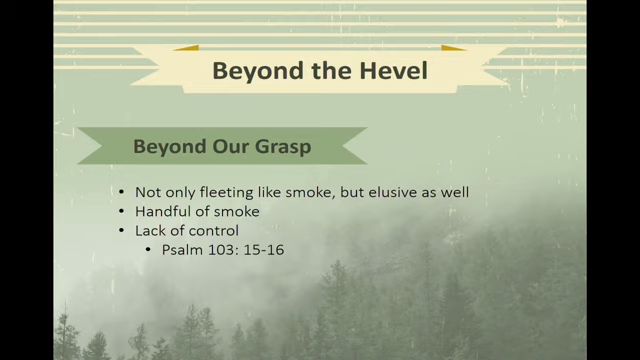 Beyond the Hevel
Beyond Our Grasp
• Not only fleeting like smoke, but elusive as well
• Handful of smoke
• Lack of control
• Psalm 103: 15-16